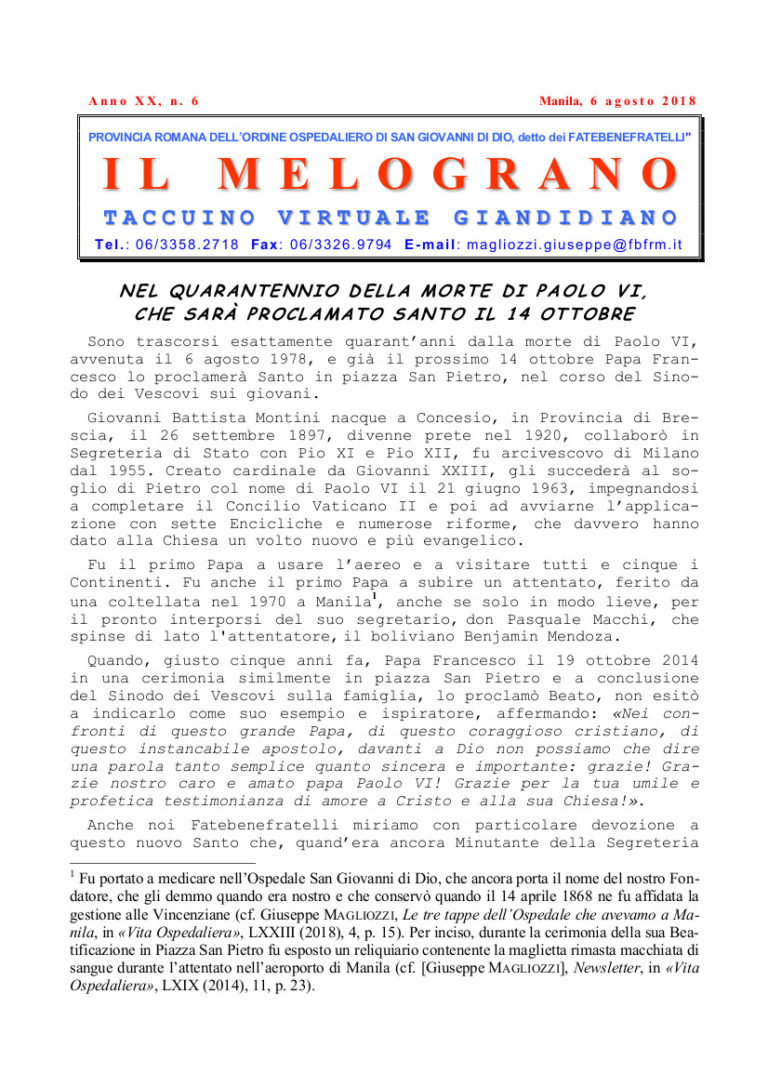 Anno XX, n. 6 Manila, 6 agosto 2018
PROVINCIA ROMANA DELL'ORDINE OSPEDALIERO DI SAN GIOVANNI DI DIO, detto dei FATEBENEFRATELLI"
IL MELOGRANO
TACCUINO VIRTUALE GIANDIDIANO
Tel.: 06/3358.2718 Fax: 06/3326.9794 E-mail: magliozzi.giuseppe@fbfrm.it
NEL QUARANTENNIO DELLA MORTE DI PAOLO VI,
CHE SARÀ PROCLAMATO SANTO IL 14 OTTOBRE
Sono trascorsi esattamente quarant'anni dalla morte di Paolo VI,
avvenuta il 6 agosto 1978, e già il prossimo 14 ottobre Papa Fran-
cesco lo proclamerà Santo in piazza San Pietro, nel corso del Sino-
do dei Vescovi sui giovani.
Giovanni Battista Montini nacque a Concesio, in Provincia di Bre-
scia, il 26 settembre 1897, divenne prete nel 1920, collaborò in
Segreteria di Stato con Pio XI e Pio XII, fu arcivescovo di Milano
dal 1955. Creato cardinale da Giovanni XXIII, gli succederà al so-
glio di Pietro col nome di Paolo VI il 21 giugno 1963, impegnandosi
a completare il Concilio Vaticano II e poi ad avviarne l'applica-
zione con sette Encicliche e numerose riforme, che davvero hanno
dato alla Chiesa un volto nuovo e più evangelico.
Fu il primo Papa a usare l'aereo e a visitare tutti e cinque i
Continenti. Fu anche il primo Papa a subire un attentato, ferito da
una coltellata nel 1970 a Manila1, anche se solo in modo lieve, per
il pronto interporsi del suo segretario, don Pasquale Macchi, che
spinse di lato l'attentatore, il boliviano Benjamin Mendoza.
Quando, giusto cinque anni fa, Papa Francesco il 19 ottobre 2014
in una cerimonia similmente in piazza San Pietro e a conclusione
del Sinodo dei Vescovi sulla famiglia, lo proclamò Beato, non esitò
a indicarlo come suo esempio e ispiratore, affermando: «Nei con-
fronti di questo grande Papa, di questo coraggioso cristiano, di
questo instancabile apostolo, davanti a Dio non possiamo che dire
una parola tanto semplice quanto sincera e importante: grazie! Gra-
zie nostro caro e amato papa Paolo VI! Grazie per la tua umile e
profetica testimonianza di amore a Cristo e alla sua Chiesa!».
Anche noi Fatebenefratelli miriamo con particolare devozione a
questo nuovo Santo che, quand'era ancora Minutante della Segreteria
1 Fu portato a medicare nell'Ospedale San Giovanni di Dio, che ancora porta il nome del nostro Fon-
datore, che gli demmo quando era nostro e che conservò quando il 14 aprile 1868 ne fu affidata la
gestione alle Vincenziane (cf. Giuseppe MAGLIOZZI, Le tre tappe dell'Ospedale che avevamo a Ma-
nila, in «Vita Ospedaliera», LXXIII (2018), 4, p. 15). Per inciso, durante la cerimonia della sua Bea-
tificazione in Piazza San Pietro fu esposto un reliquiario contenente la maglietta rimasta macchiata di
sangue durante l'attentato nell'aeroporto di Manila (cf. [Giuseppe MAGLIOZZI], Newsletter, in «Vita
Ospedaliera», LXIX (2014), 11, p. 23).